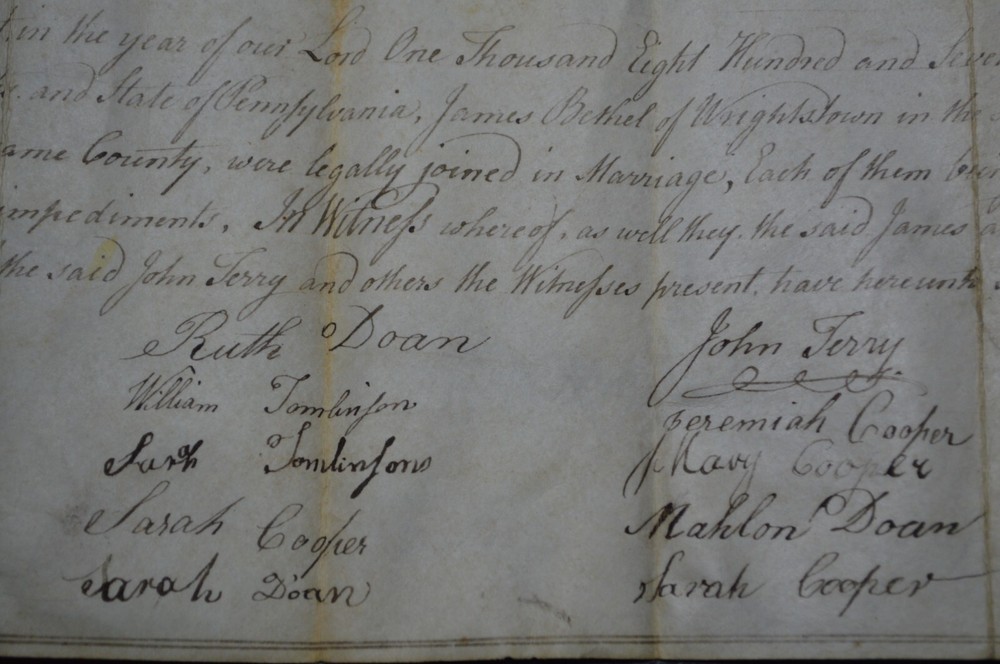 in the year of our Lord One Thousand Eight Hundred and Seven
and State of Pennsylvania, James Bethel of Wrightstown in the
ame County, were legally joined in Marriage, Each of them bei
impediments, In Witness whereof, as well they the said James a
the said John Terry and others the Witnesses present, have hereunto
Ruth Doan John Terry
William Tomlinson Jeremiah Cooper
Sarah Tomlinsons Mary Cooper
Sarah Cooper Mahlon Doan
Sarah Doan Sarah Cooper